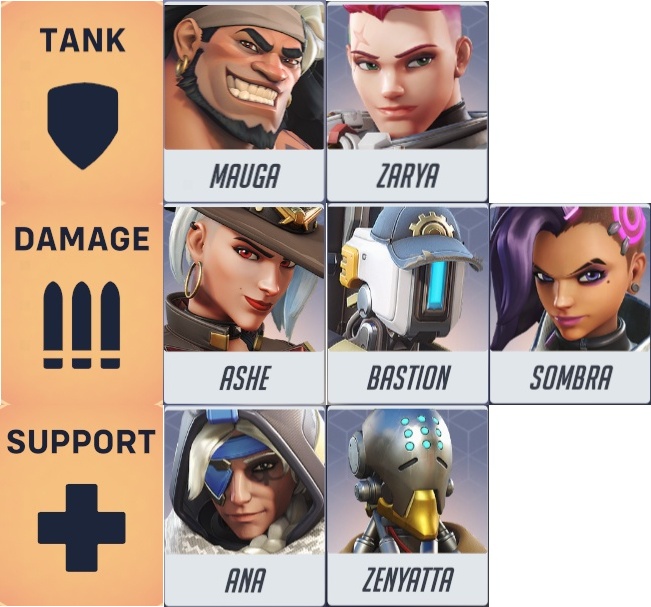 TANK
MAUGA
ZARYA
DAMAGE
ASHE
BASTION
SOMBRA
SUPPORT
ANA
ZENYATTA